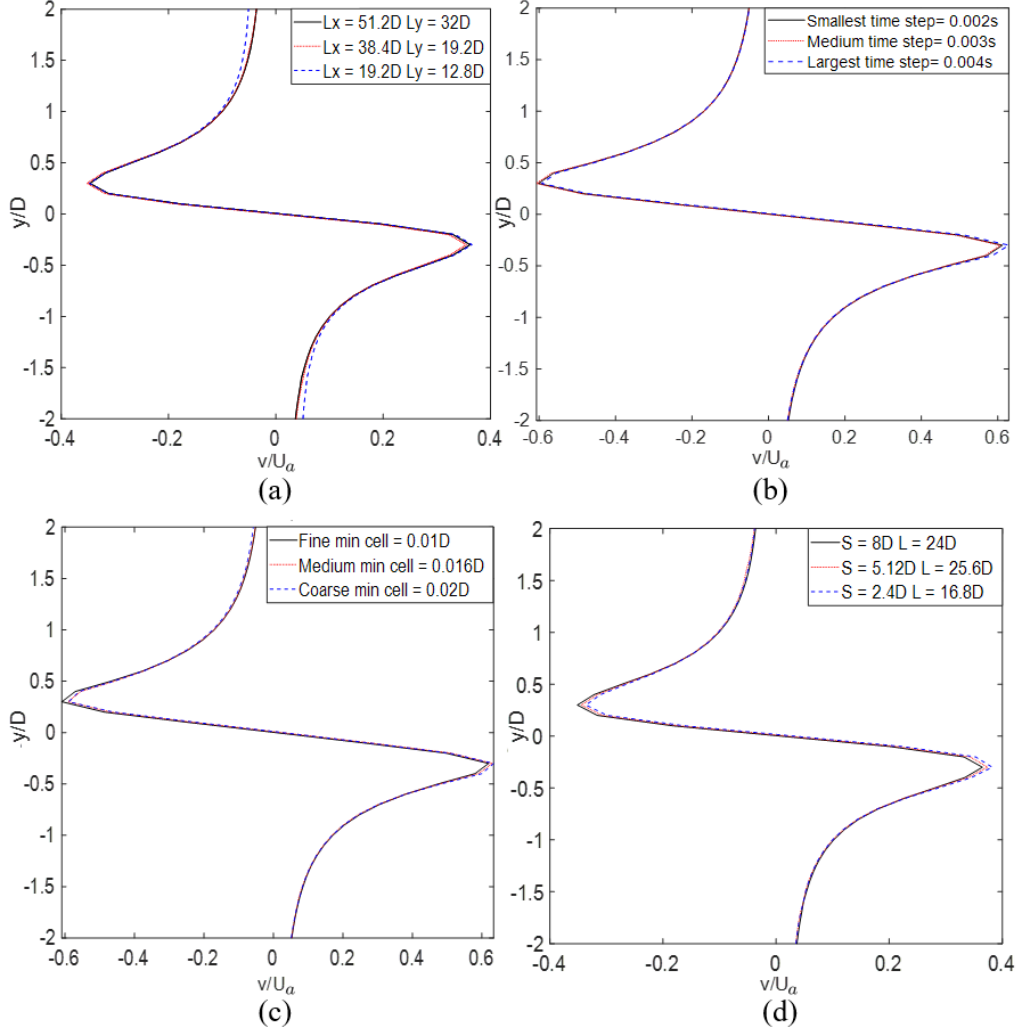 2
1.5
1
0.5
0
-0.5
-1
-1.5
-2
y/D
Lx = 51.2D Ly = 32D
Lx = 38.4D Ly = 19.2D
Lx = 19.2D Ly = 12.8D
-0.4 -0.2 0 0.2 0.4
v/Ua
(a)
2
1.5
1
0.5
0
-0.5
-1
-1.5
-2
y/D
Smallest time step= 0.002s
Medium time step= 0.003s
Largest time step= 0.004s
-0.6 -0.4 -0.2 0 0.2 0.4 0.6
v/Ua
(b)
2
1.5
1
0.5
0
-0.5
-1
-1.5
-2
y/D
Fine min cell = 0.01D
Medium min cell = 0.016D
Coarse min cell = 0.02D
-0.6 -0.4 -0.2 0 0.2 0.4 0.6
v/Ua
(c)
2
1.5
1
0.5
0
-0.5
-1
-1.5
-2
y/D
S = 8D L = 24D
S = 5.12D L = 25.6D
S = 2.4D L = 16.8D
-0.4 -0.2 0 0.2 0.4
v/Ua
(d)